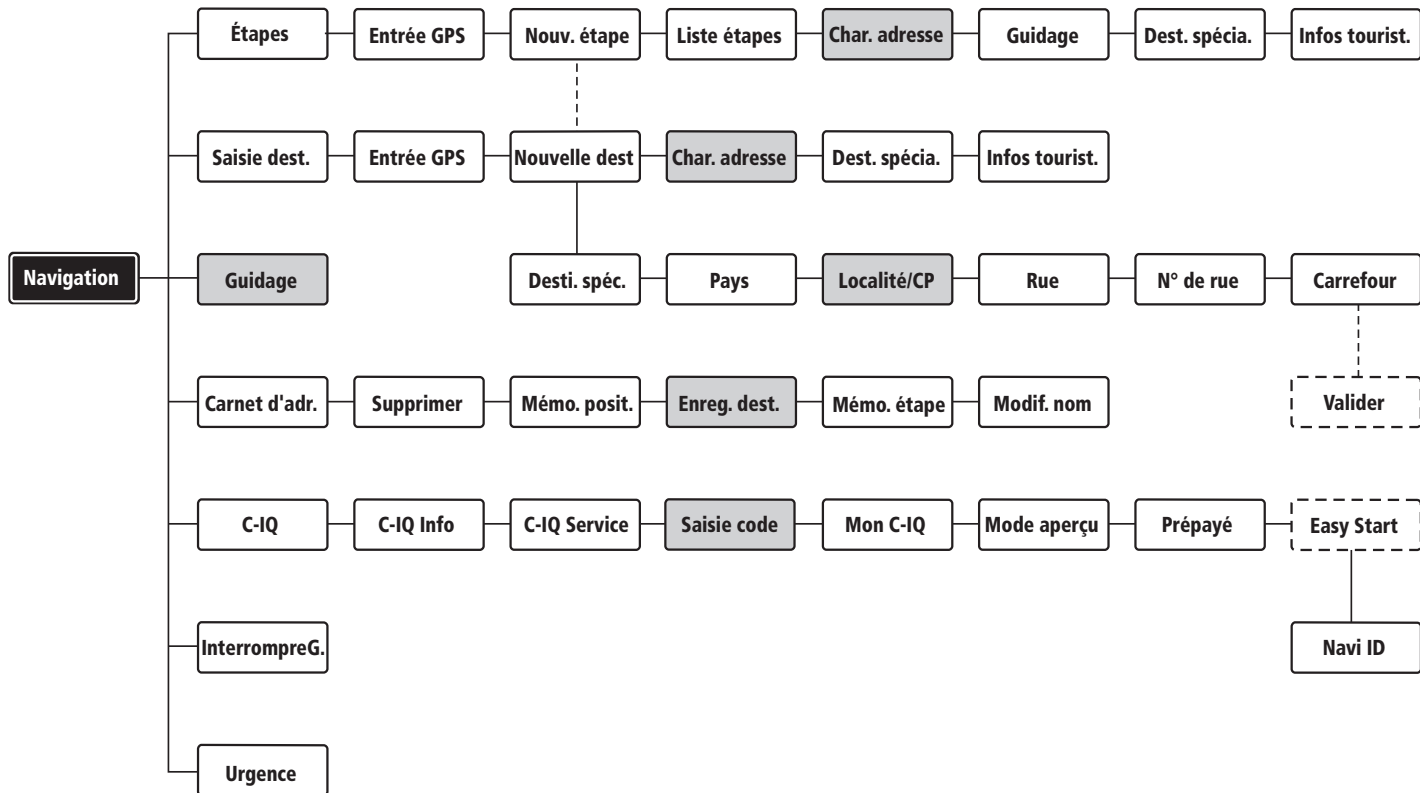 Étapes
Entrée GPS
Nouv. étape
Liste étapes
Char. adresse
Guidage
Dest. spécia.
Infos tourist.
Saisie dest.
Entrée GPS
Nouvelle dest
Char. adresse
Dest. spécia.
Infos tourist.
Navigation
Guidage
Desti. spéc.
Pays
Localité/CP
Rue
N° de rue
Carrefour
Carnet d'adr.
Supprimer
Mémo. posit.
Enreg. dest.
Mémo. étape
Modif. nom
Valider
C-IQ
C-IQ Info
C-IQ Service
Saisie code
Mon C-IQ
Mode aperçu
Prépayé
Easy Start
InterrompreG.
Navi ID
Urgence